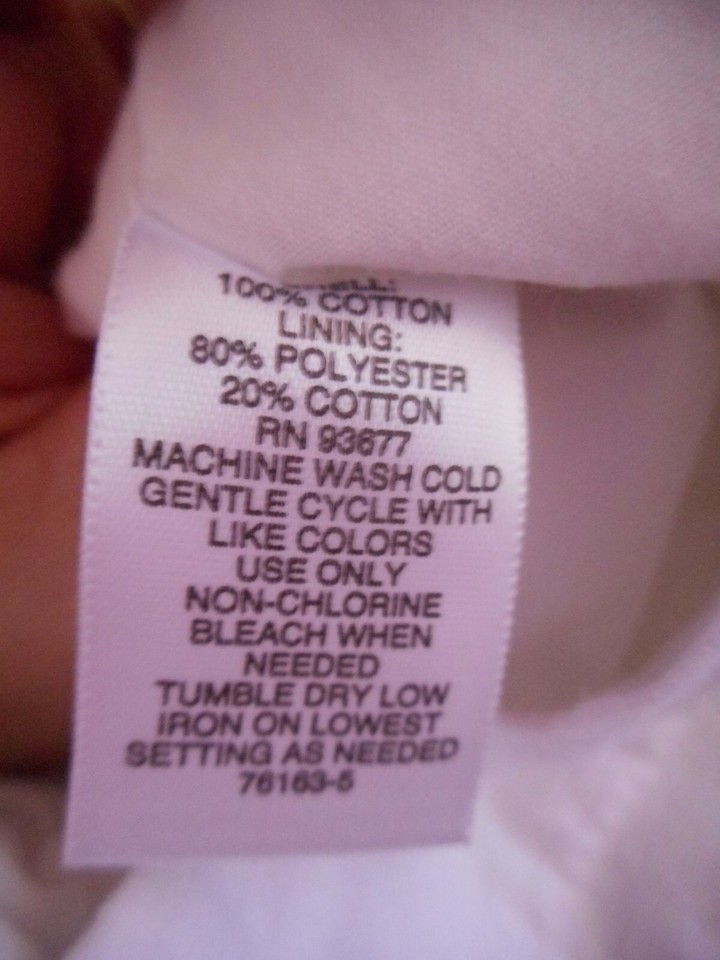 SHELL:
100% COTTON
LINING:
80% POLYESTER
20% COTTON
RN 93677
MACHINE WASH COLD
GENTLE CYCLE WITH
LIKE COLORS
USE ONLY
NON-CHLORINE
BLEACH WHEN
NEEDED
TUMBLE DRY LOW
IRON ON LOWEST
SETTING AS NEEDED
76163-5